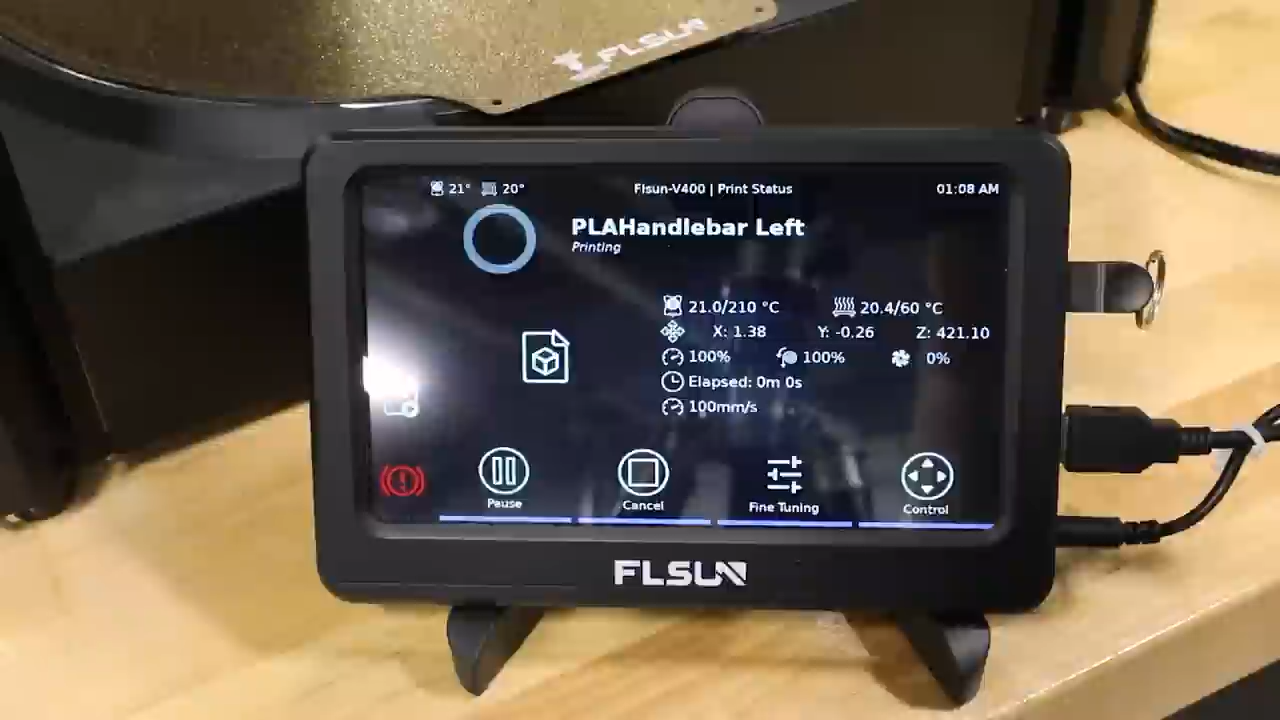 FLSUN
21° 20° Flsun-V400 | Print Status 01:08 AM
PLAHandlebar Left
Printing
21.0/210 °C 20.4/60 °C
X: 1.38 Y: -0.26 Z: 421.10
100% 100% 0%
Elapsed: 0m 0s
100mm/s
Pause Cancel Fine Tuning Control
FLSUN